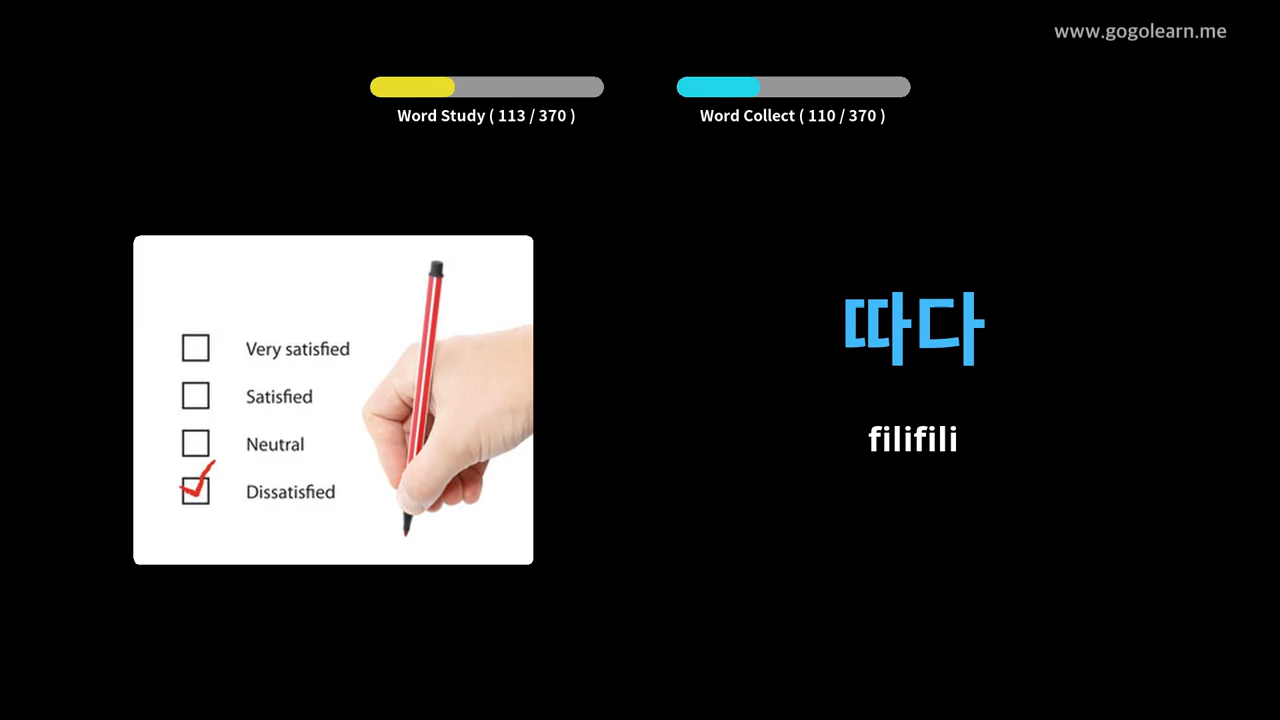 www.gogolearn.me
Word Study ( 113 / 370 )
Word Collect ( 110 / 370 )
Very satisfied
Satisfied
Neutral
Dissatisfied
따다
filifili